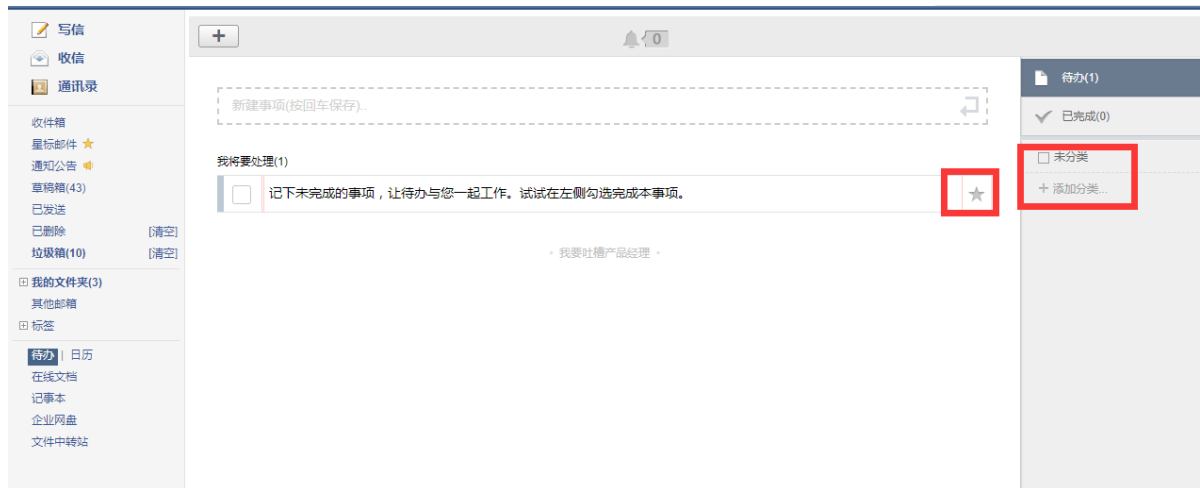 写信
收信
通讯录
收件箱
星标邮件
通知公告
草稿箱(43)
已发送
已删除 [清空]
垃圾箱(10) [清空]
我的文件夹(3)
其他邮箱
标签
待办 | 日历
在线文档
记事本
企业网盘
文件中转站
+
0
新建事项(按回车保存)...
我将要处理(1)
记下未完成的事项，让待办与您一起工作。试试在左侧勾选完成本事项。
- 我要吐槽产品经理 -
待办(1)
已完成(0)
未分类
+ 添加分类...